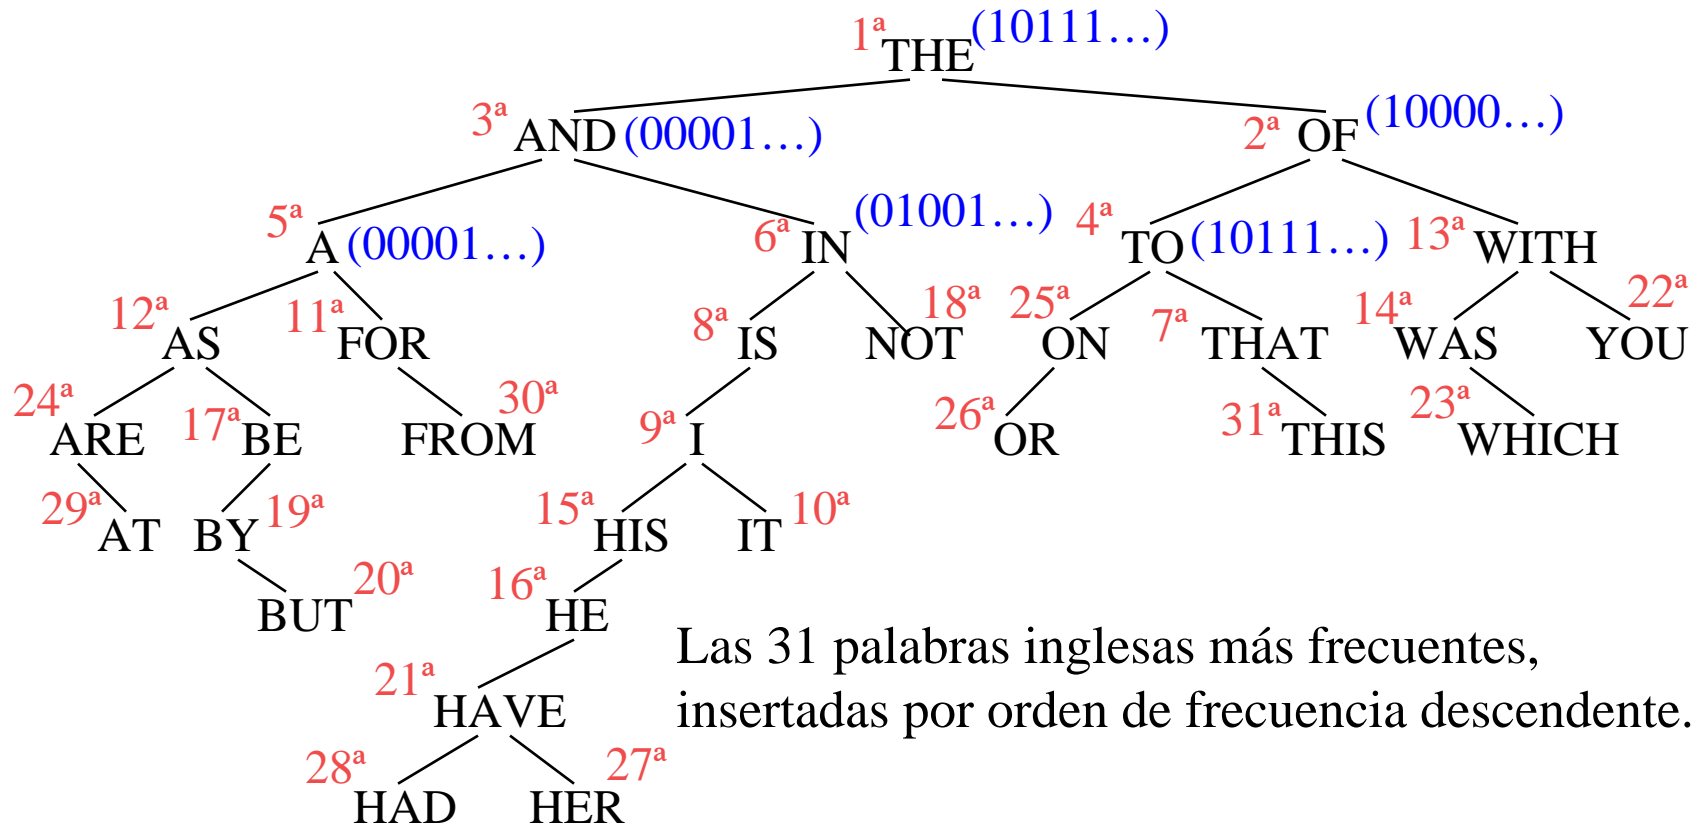 1ª THE (10111…)
3ª AND (00001…) 2ª OF (10000…)
5ª A (00001…) 6ª IN (01001…) 4ª TO (10111…) 13ª WITH
12ª AS 11ª FOR 8ª IS 18ª NOT 25ª ON 7ª THAT 14ª WAS 22ª YOU
24ª ARE 17ª BE 30ª FROM 9ª I 26ª OR 31ª THIS 23ª WHICH
29ª AT BY 19ª 15ª HIS IT 10ª
BUT 20ª 16ª HE
Las 31 palabras inglesas más frecuentes,
21ª HAVE
insertadas por orden de frecuencia descendente.
28ª HAD 27ª HER